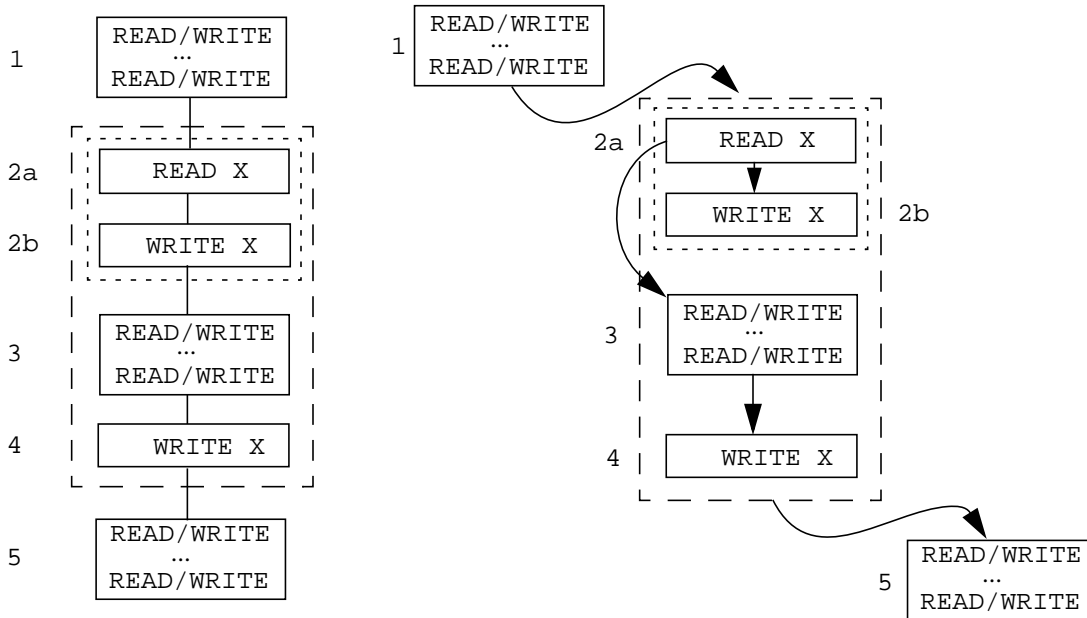 1
READ/WRITE
...
READ/WRITE
2a
READ X
2b
WRITE X
3
READ/WRITE
...
READ/WRITE
4
WRITE X
5
READ/WRITE
...
READ/WRITE
1
READ/WRITE
...
READ/WRITE
2a
READ X
WRITE X
2b
3
READ/WRITE
...
READ/WRITE
4
WRITE X
5
READ/WRITE
...
READ/WRITE